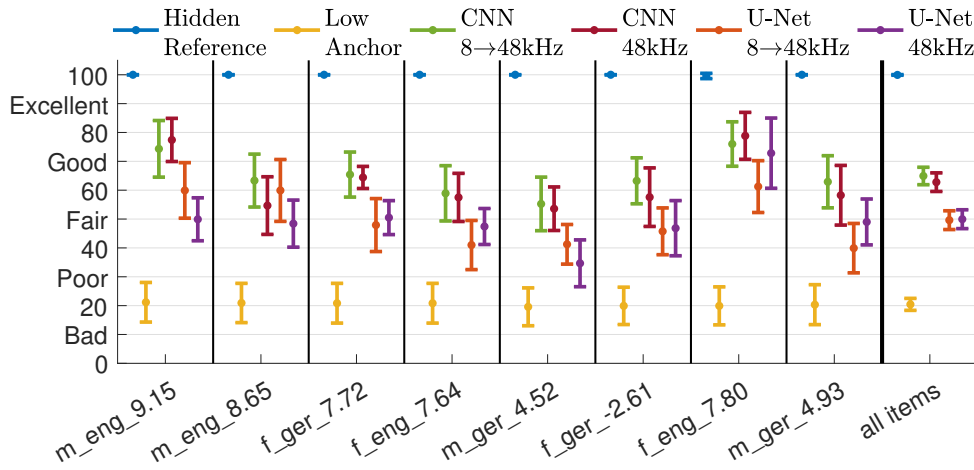 Hidden Reference
Low Anchor
CNN 8→48kHz
CNN 48kHz
U-Net 8→48kHz
U-Net 48kHz
100
Excellent
80
Good
60
Fair
40
Poor
20
Bad
0
m_eng_9.15
m_eng_8.65
f_ger_7.72
f_eng_7.64
m_ger_4.52
f_ger_-2.61
f_eng_7.80
m_ger_4.93
all items